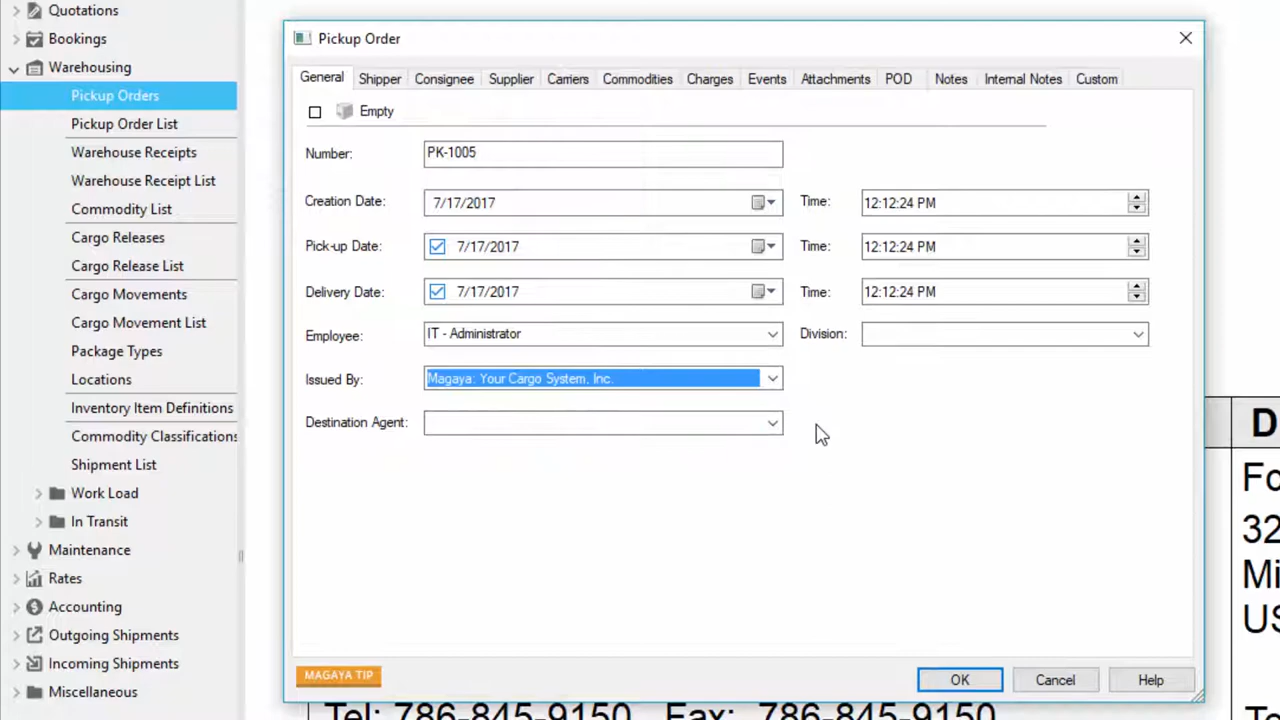 Quotations
Bookings
Warehousing
Pickup Orders
Pickup Order List
Warehouse Receipts
Warehouse Receipt List
Commodity List
Cargo Releases
Cargo Release List
Cargo Movements
Cargo Movement List
Package Types
Locations
Inventory Item Definitions
Commodity Classifications
Shipment List
Work Load
In Transit
Maintenance
Rates
Accounting
Outgoing Shipments
Incoming Shipments
Miscellaneous
Pickup Order
General Shipper Consignee Supplier Carriers Commodities Charges Events Attachments POD Notes Internal Notes Custom
Empty
Number: PK-1005
Creation Date: 7/17/2017 Time: 12:12:24 PM
Pick-up Date: 7/17/2017 Time: 12:12:24 PM
Delivery Date: 7/17/2017 Time: 12:12:24 PM
Employee: IT - Administrator Division:
Issued By: Magaya: Your Cargo System, Inc.
Destination Agent:
MAGAYA TIP OK Cancel Help
D
Fo
32
Mi
US
Tel: 786-845-9150 Fax: 786-845-9150